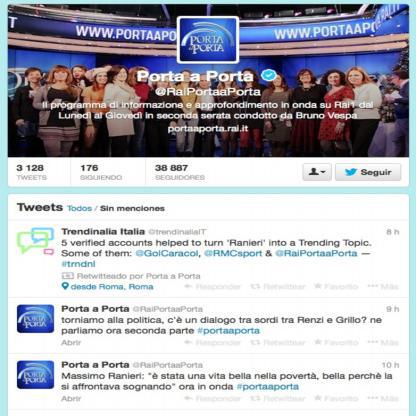 WWW.PORTAAP
PORTA A PORTA
WWW.PORTAAPORTA
Porta a Porta
@RaiPortaaPorta
Il programma di informazione e approfondimento in onda su Rai1 dal
Lunedì al Giovedì in seconda serata condotto da Bruno Vespa
portaaporta.rai.it
3 128 176 38 887
TWEETS SIGUIENDO SEGUIDORES
Seguir
Tweets Todos / Sin menciones
Trendinalia Italia @trendinaliaIT 8 h
5 verified accounts helped to turn 'Ranieri' into a Trending Topic.
Some of them: @GolCaracol, @RMCsport & @RaiPortaaPorta —
#trndnl
Retwitteado por Porta a Porta
desde Roma, Roma Responder Retwittear Favorito Más
Porta a Porta @RaiPortaaPorta 9 h
torniamo alla politica, c'è un dialogo tra sordi tra Renzi e Grillo? ne
parliamo ora seconda parte #portaaporta
Abrir Responder Retwittear Favorito Más
Porta a Porta @RaiPortaaPorta 10 h
Massimo Ranieri: "è stata una vita bella nella povertà, bella perchè la
si affrontava sognando" ora in onda #portaaporta
Abrir Responder Retwittear Favorito Más